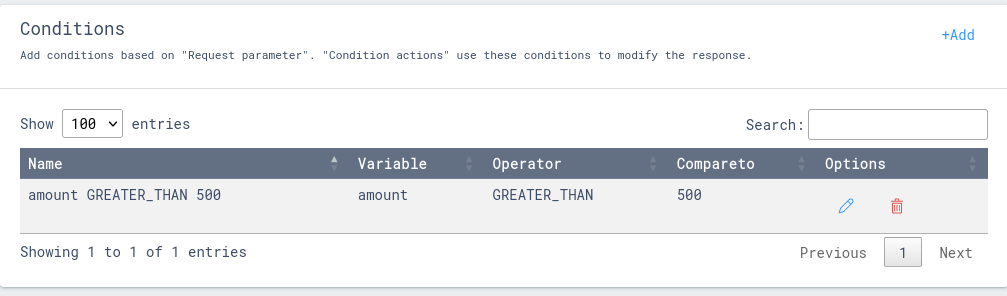 Conditions
+Add
Add conditions based on "Request parameter". "Condition actions" use these conditions to modify the response.
Show 100 entries
Search:
Name Variable Operator Compareto Options
amount GREATER_THAN 500 amount GREATER_THAN 500
Showing 1 to 1 of 1 entries
Previous 1 Next